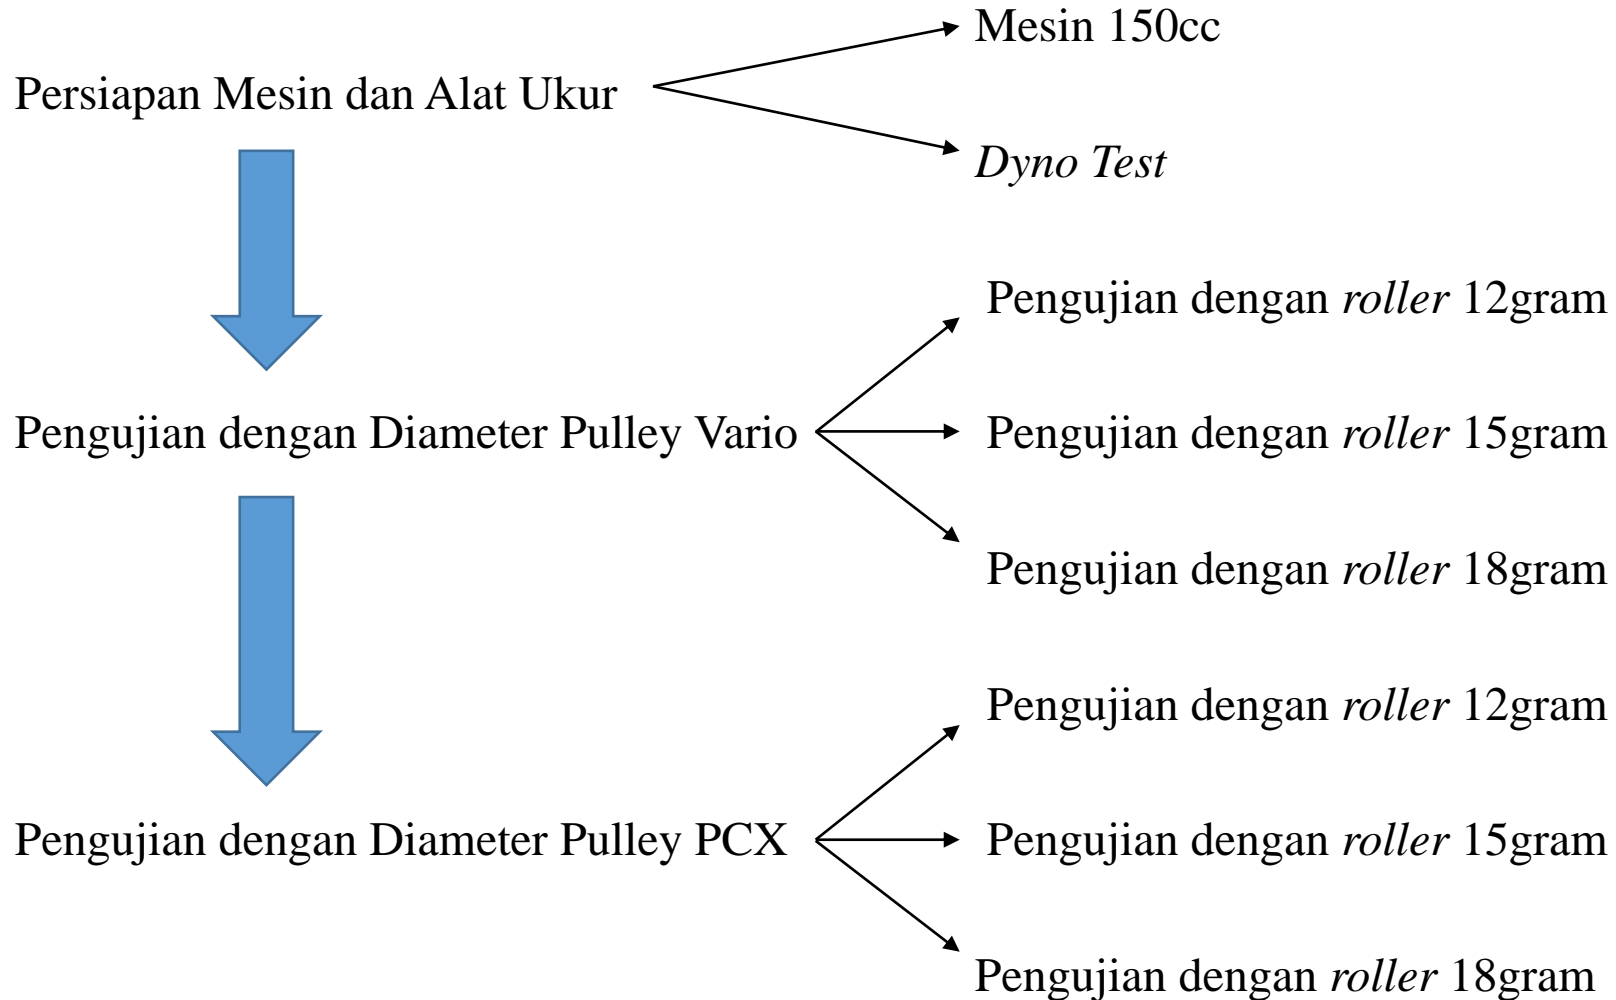 Mesin 150cc
Persiapan Mesin dan Alat Ukur
Dyno Test
Pengujian dengan roller 12gram
Pengujian dengan Diameter Pulley Vario
Pengujian dengan roller 15gram
Pengujian dengan roller 18gram
Pengujian dengan roller 12gram
Pengujian dengan Diameter Pulley PCX
Pengujian dengan roller 15gram
Pengujian dengan roller 18gram